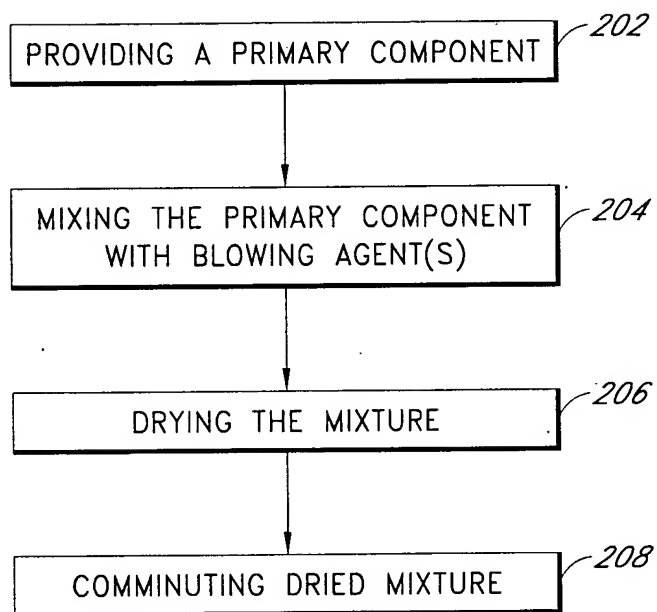 PROVIDING A PRIMARY COMPONENT
202
MIXING THE PRIMARY COMPONENT
WITH BLOWING AGENT(S)
204
DRYING THE MIXTURE
206
COMMINUTING DRIED MIXTURE
208